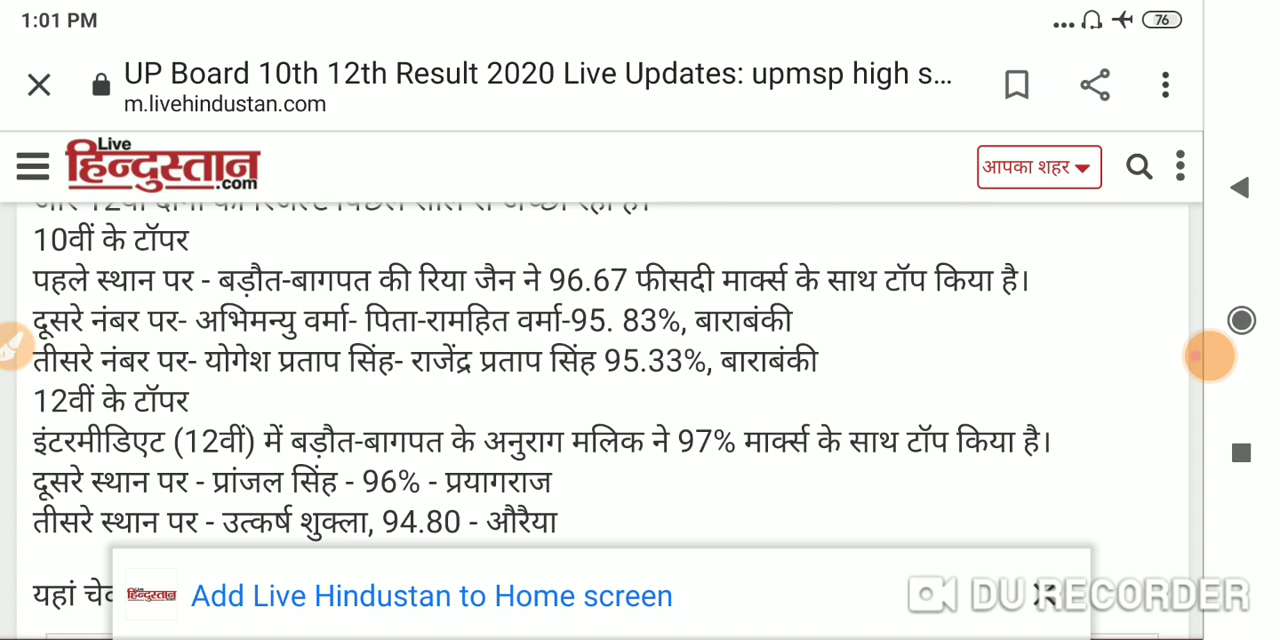 1:01 PM
76
UP Board 10th 12th Result 2020 Live Updates: upmsp high s...
m.livehindustan.com
Live
हिन्दुस्तान
.com
आपका शहर
10वीं के टॉपर
पहले स्थान पर - बड़ौत-बागपत की रिया जैन ने 96.67 फीसदी मार्क्स के साथ टॉप किया है।
दूसरे नंबर पर- अभिमन्यु वर्मा- पिता-रामहित वर्मा-95. 83%, बाराबंकी
तीसरे नंबर पर- योगेश प्रताप सिंह- राजेंद्र प्रताप सिंह 95.33%, बाराबंकी
12वीं के टॉपर
इंटरमीडिएट (12वीं) में बड़ौत-बागपत के अनुराग मलिक ने 97% मार्क्स के साथ टॉप किया है।
दूसरे स्थान पर - प्रांजल सिंह - 96% - प्रयागराज
तीसरे स्थान पर - उत्कर्ष शुक्ला, 94.80 - औरैया
यहां
Live हिन्दुस्तान .com
Add Live Hindustan to Home screen
DU RECORDER